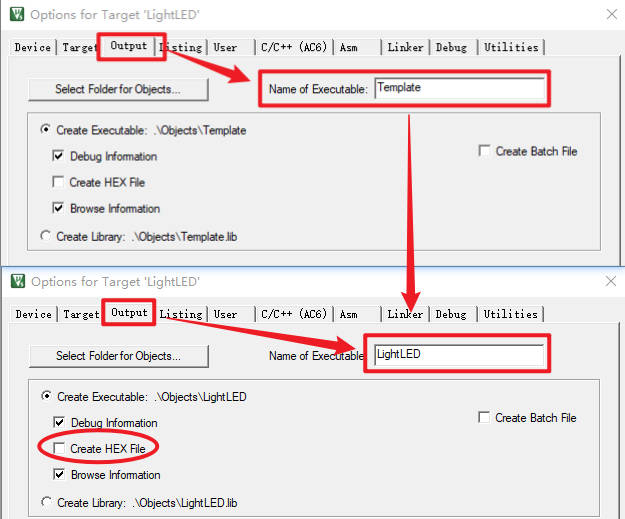 Options for Target 'LightLED'
Device Target Output Listing User C/C++ (AC6) Asm Linker Debug Utilities
Select Folder for Objects... Name of Executable: Template
Create Executable: .\Objects\Template
Debug Information Create Batch File
Create HEX File
Browse Information
Create Library: .\Objects\Template.lib
Options for Target 'LightLED'
Device Target Output Listing User C/C++ (AC6) Asm Linker Debug Utilities
Select Folder for Objects... Name of Executable LightLED
Create Executable: .\Objects\LightLED
Debug Information Create Batch File
Create HEX File
Browse Information
Create Library: .\Objects\LightLED.lib